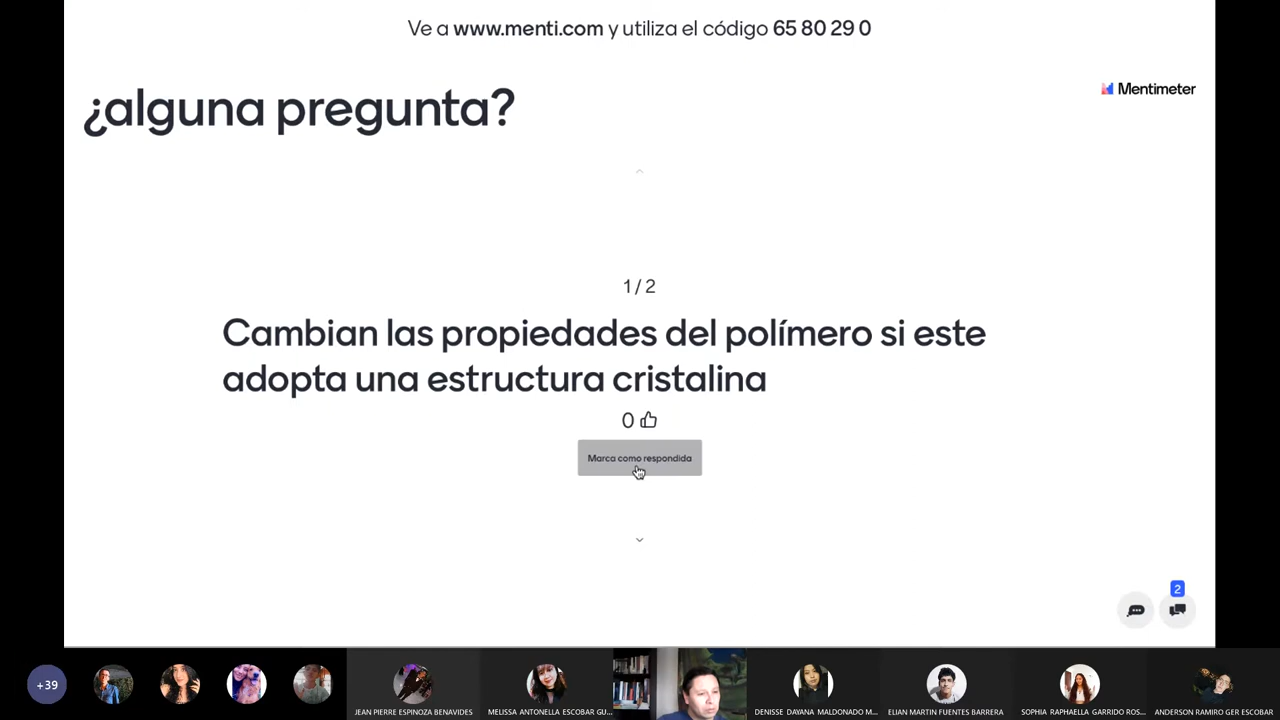 Ve a www.menti.com y utiliza el código 65 80 29 0
Mentimeter
¿alguna pregunta?
1 / 2
Cambian las propiedades del polímero si este
adopta una estructura cristalina
0
Marca como respondida
2
+39
JEAN PIERRE ESPINOZA BENAVIDES
MELISSA ANTONELLA ESCOBAR GU...
DENISSE DAYANA MALDONADO M...
ELIAN MARTIN FUENTES BARRERA
SOPHIA RAPHAELLA GARRIDO ROS...
ANDERSON RAMIRO GER ESCOBAR